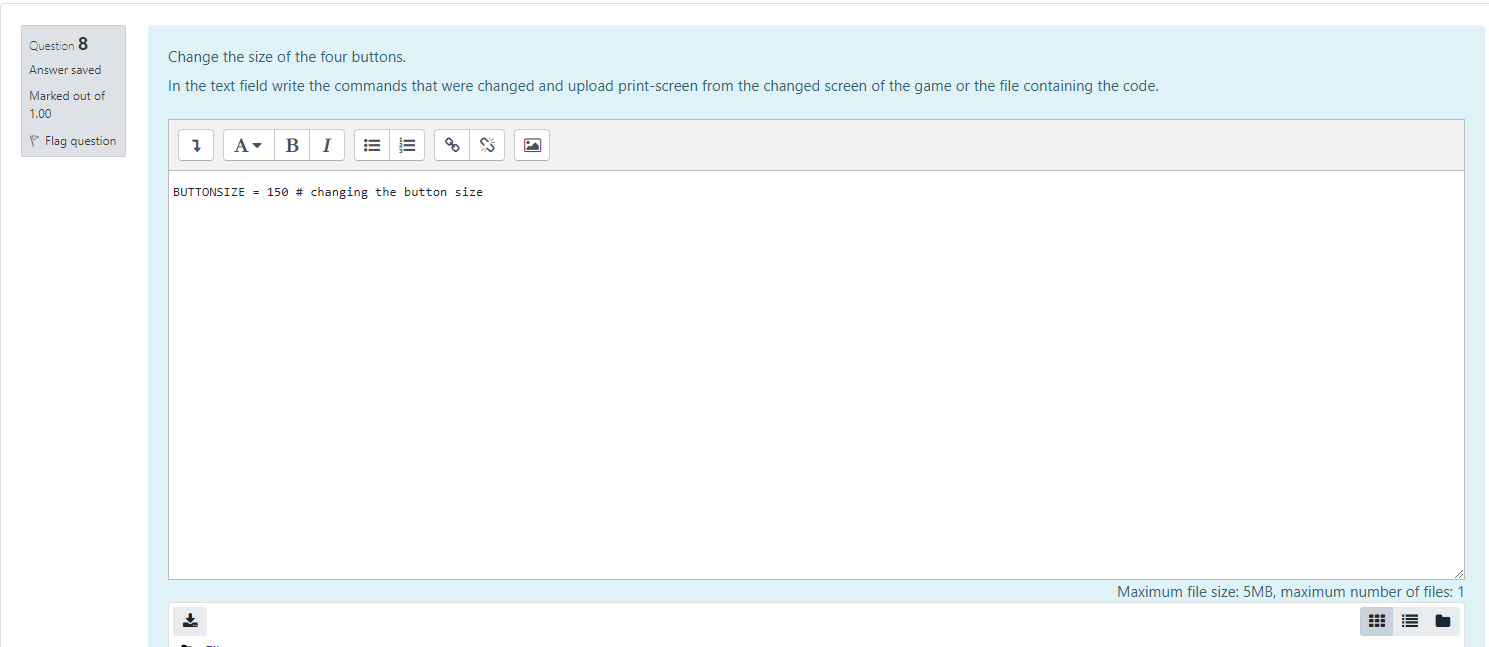 Question 8
Answer saved
Marked out of
1.00
Flag question
Change the size of the four buttons.
In the text field write the commands that were changed and upload print-screen from the changed screen of the game or the file containing the code.
A B I
BUTTONSIZE = 150 # changing the button size
Maximum file size: 5MB, maximum number of files: 1